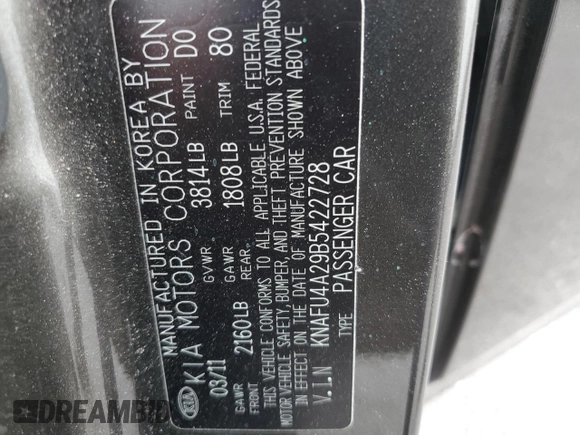 MANUFACTURED IN KOREA BY
KIA KIA MOTORS CORPORATION
03/11 GVWR 3814LB PAINT D0
GAWR FRONT 2160LB GAWR REAR 1808LB TRIM 80
THIS VEHICLE CONFORMS TO ALL APPLICABLE U.S.A. FEDERAL
MOTOR VEHICLE SAFETY, BUMPER, AND THEFT PREVENTION STANDARDS
IN EFFECT ON THE DATE OF MANUFACTURE SHOWN ABOVE
V.I.N KNAFU4A29B5422728
TYPE PASSENGER CAR
DREAMBID